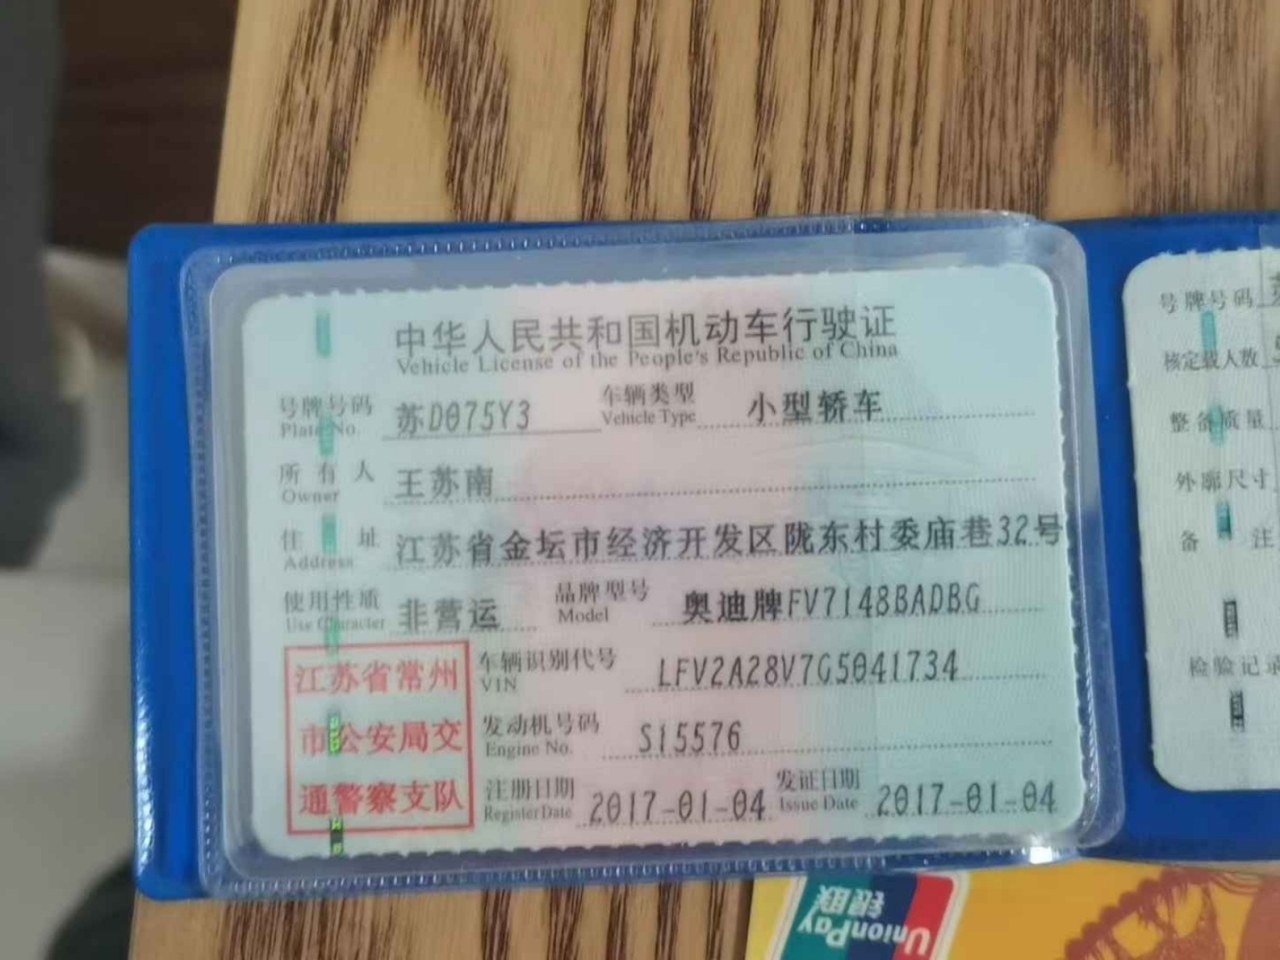 中华人民共和国机动车行驶证
Vehicle License of the People's Republic of China
号牌号码 苏D075Y3 车辆类型 小型轿车
Plate No. Vehicle Type
所有人 王苏南
Owner
住址 江苏省金坛市经济开发区陇东村委庙巷32号
Address
使用性质 非营运 品牌型号 奥迪牌FV7148BADBG
Use Character Model
江苏省常州
市公安局交
通警察支队
车辆识别代号 LFV2A28V7G5041734
VIN
发动机号码 S15576
Engine No.
注册日期 2017-01-04 发证日期 2017-01-04
Register Date Issue Date
号牌号码
核定载人数
整备质量
外廓尺寸
备注
检验记录
银联
UnionPay